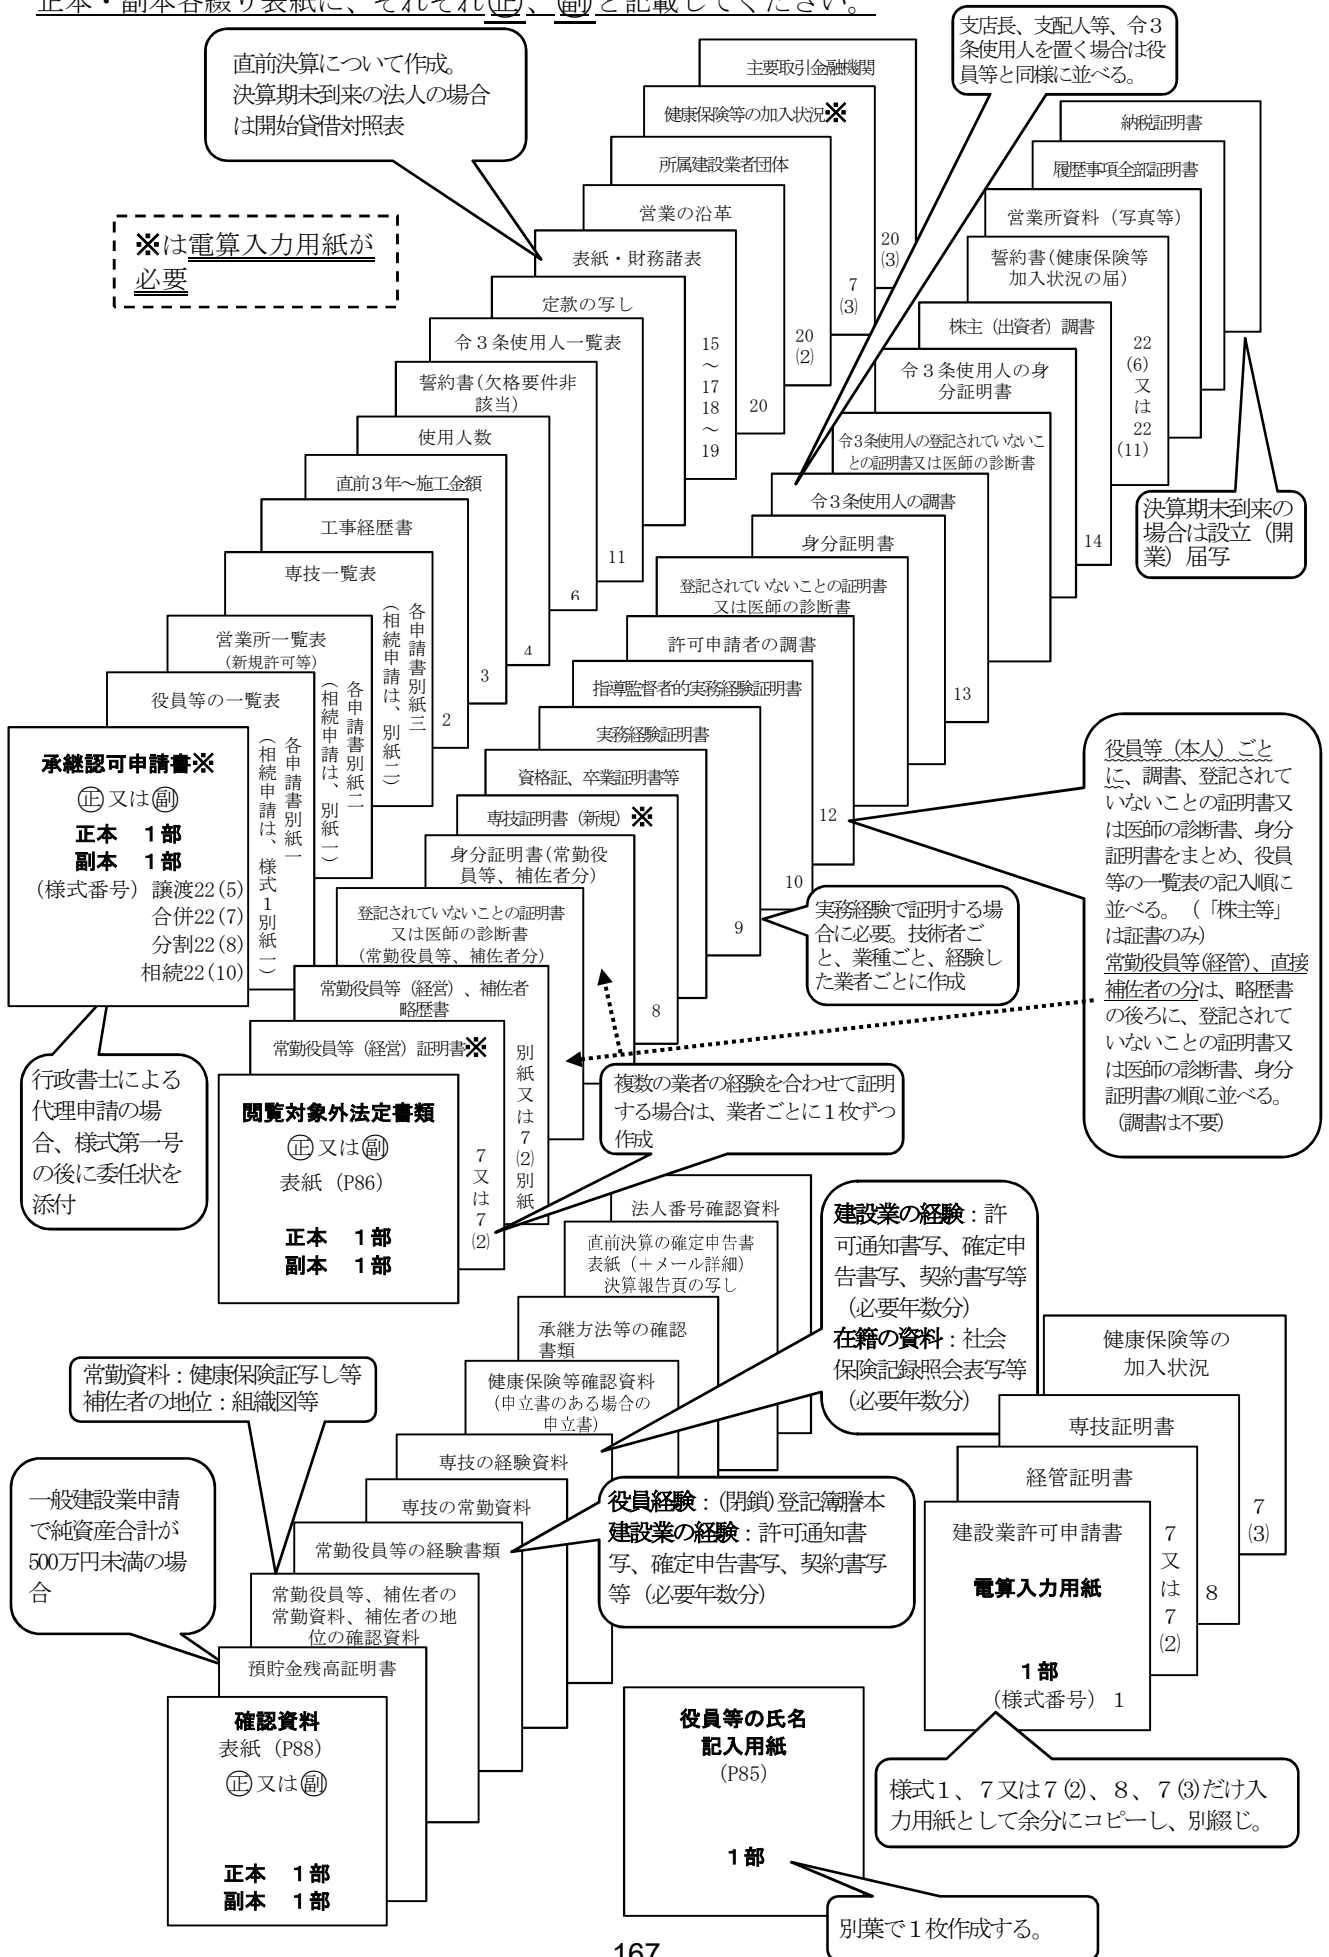 正本・副本各綴り表紙に、それぞれ㊣、㊙と記載してください。
直前決算について作成。
決算期未到来の法人の場合
は開始貸借対照表
※は電算入力用紙が
必要
主要取引金融機関
20
(3)
健康保険等の加入状況※
7
(3)
所属建設業者団体
20
(2)
営業の沿革
20
表紙・財務諸表
15
～
17
18
～
19
定款の写し
令３条使用人一覧表
11
誓約書(欠格要件非
該当)
6
使用人数
4
直前３年～施工金額
3
工事経歴書
2
専技一覧表
各申請書別紙三
(相続申請は、別紙二)
営業所一覧表
(新規許可等)
各申請書別紙二
(相続申請は、別紙一)
役員等の一覧表
各申請書別紙一
(相続申請は、様式１別紙一)
承継認可申請書※
正又は副
正本　１部
副本　１部
(様式番号) 譲渡22(5)
合併22(7)
分割22(8)
相続22(10)
行政書士による
代理申請の場
合、様式第一号
の後に委任状を
添付
支店長、支配人等、令３
条使用人を置く場合は役
員等と同様に並べる。
納税証明書
履歴事項全部証明書
営業所資料（写真等）
誓約書(健康保険等
加入状況の届)
22
(6)
又
は
22
(11)
株主（出資者）調書
14
令３条使用人の身
分証明書
令3条使用人の登記されていないこ
との証明書又は医師の診断書
令３条使用人の調書
13
身分証明書
登記されていないことの証明書
又は医師の診断書
許可申請者の調書
12
指導監督者的実務経験証明書
10
実務経験証明書
9
資格証、卒業証明書等
専技証明書（新規）※
8
身分証明書(常勤役
員等、補佐者分)
登記されていないことの証明書
又は医師の診断書
(常勤役員等、補佐者分)
常勤役員等（経営）、補佐者
略歴書
別紙又は７(2)別紙
常勤役員等（経営）証明書※
7
又
は
7
(2)
閲覧対象外法定書類
正又は副
表紙（P86）
正本　１部
副本　１部
決算期未到来の
場合は設立（開
業）届写
役員等（本人）ごと
に、調書、登記されて
いないことの証明書又
は医師の診断書、身分
証明書をまとめ、役員
等の一覧表の記入順に
並べる。（「株主等」
は証書のみ）
常勤役員等(経管)、直接
補佐者の分は、略歴書
の後ろに、登記されて
いないことの証明書又
は医師の診断書、身分
証明書の順に並べる。
（調書は不要）
実務経験で証明する場
合に必要。技術者ご
と、業種ごと、経験し
た業者ごとに作成
複数の業者の経験を合わせて証明
する場合は、業者ごとに１枚ずつ
作成
法人番号確認資料
直前決算の確定申告書
表紙（＋メール詳細）
決算報告頁の写し
承継方法等の確認
書類
健康保険等確認資料
(申立書のある場合の
申立書)
専技の経験資料
専技の常勤資料
常勤役員等の経験書類
常勤役員等、補佐者の
常勤資料、補佐者の地
位の確認資料
預貯金残高証明書
確認資料
表紙（P88）
正又は副
正本　１部
副本　１部
常勤資料：健康保険証写し等
補佐者の地位：組織図等
一般建設業申請
で純資産合計が
500万円未満の場
合
建設業の経験：許
可通知書写、確定申
告書写、契約書写等
（必要年数分）
在籍の資料：社会
保険記録照会表写等
（必要年数分）
役員経験：(閉鎖)登記簿謄本
建設業の経験：許可通知書
写、確定申告書写、契約書写
等（必要年数分）
健康保険等の
加入状況
7
(3)
専技証明書
8
経管証明書
7
又
は
7
(2)
建設業許可申請書
電算入力用紙
１部
(様式番号)　1
様式１、７又は７(2)、８、７(3)だけ入
力用紙として余分にコピーし、別綴じ。
役員等の氏名
記入用紙
(P85)
１部
別葉で１枚作成する。
167